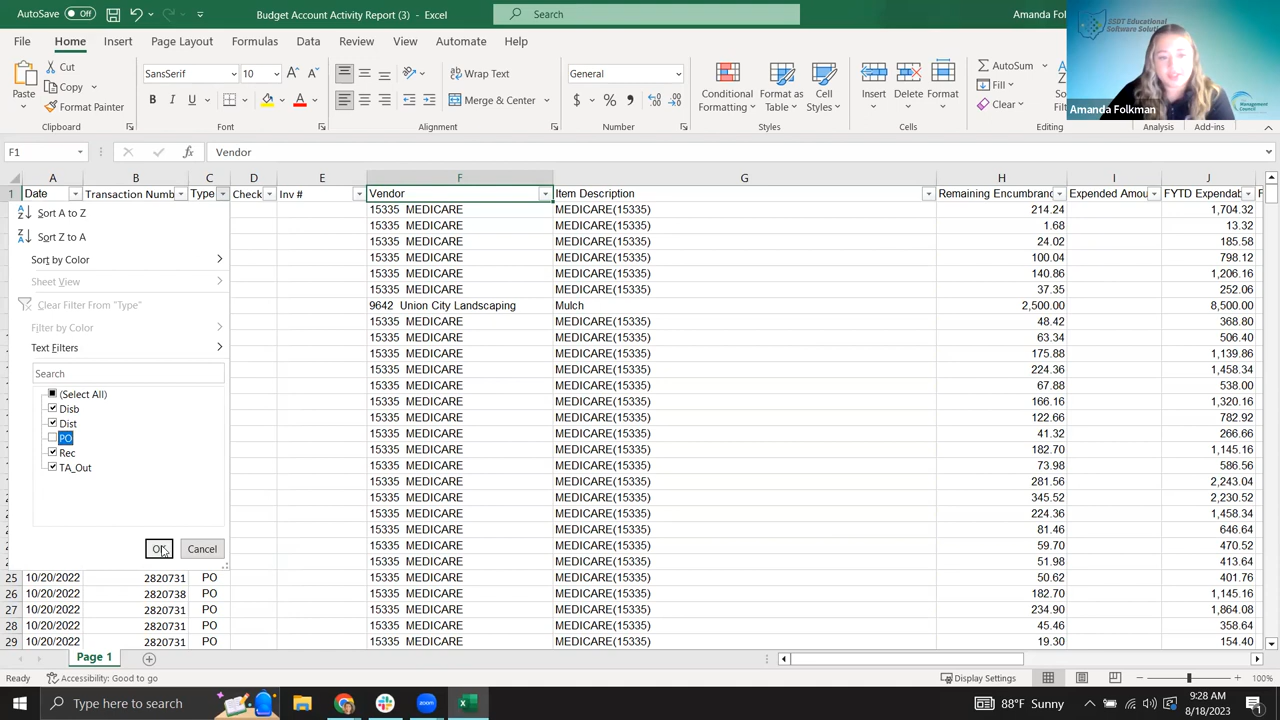 AutoSave Off Budget Account Activity Report (3) - Excel Search Amanda Fol
SSDT Educational
Software Solution
File Home Insert Page Layout Formulas Data Review View Automate Help
Paste Cut SansSerif 10 Wrap Text General Conditional Formatting Format as Table Cell Styles Insert Delete Format AutoSum
Copy Fill
Format Painter B I U Merge & Center $ % 9 Clear
Clipboard Font Alignment Number Styles Cells Editing Analysis Add-ins
Amanda Folkman
Management
Council
F1 fx Vendor
A B C D E F G H I J
1 Date Transaction Numb Type Check Inv # Vendor Item Description Remaining Encumbranc Expended Amou FYTD Expendab
15335 MEDICARE MEDICARE(15335) 214.24 1,704.32
15335 MEDICARE MEDICARE(15335) 1.68 13.32
15335 MEDICARE MEDICARE(15335) 24.02 185.58
15335 MEDICARE MEDICARE(15335) 100.04 798.12
15335 MEDICARE MEDICARE(15335) 140.86 1,206.16
15335 MEDICARE MEDICARE(15335) 37.35 252.06
9642 Union City Landscaping Mulch 2,500.00 8,500.00
15335 MEDICARE MEDICARE(15335) 48.42 368.80
15335 MEDICARE MEDICARE(15335) 63.34 506.40
15335 MEDICARE MEDICARE(15335) 175.88 1,139.86
15335 MEDICARE MEDICARE(15335) 224.36 1,458.34
15335 MEDICARE MEDICARE(15335) 67.88 538.00
15335 MEDICARE MEDICARE(15335) 166.16 1,320.16
15335 MEDICARE MEDICARE(15335) 122.66 782.92
15335 MEDICARE MEDICARE(15335) 41.32 266.66
15335 MEDICARE MEDICARE(15335) 182.70 1,145.16
15335 MEDICARE MEDICARE(15335) 73.98 586.56
15335 MEDICARE MEDICARE(15335) 281.56 2,243.04
15335 MEDICARE MEDICARE(15335) 345.52 2,230.52
15335 MEDICARE MEDICARE(15335) 224.36 1,458.34
15335 MEDICARE MEDICARE(15335) 81.46 646.64
15335 MEDICARE MEDICARE(15335) 59.70 470.52
15335 MEDICARE MEDICARE(15335) 51.98 413.64
25 10/20/2022 2820731 PO 15335 MEDICARE MEDICARE(15335) 50.62 401.76
26 10/20/2022 2820738 PO 15335 MEDICARE MEDICARE(15335) 182.70 1,145.16
27 10/20/2022 2820731 PO 15335 MEDICARE MEDICARE(15335) 234.90 1,864.08
28 10/20/2022 2820731 PO 15335 MEDICARE MEDICARE(15335) 45.46 358.64
29 10/20/2022 2820731 PO 15335 MEDICARE MEDICARE(15335) 19.30 154.40
Sort A to Z
Sort Z to A
Sort by Color
Sheet View
Clear Filter From "Type"
Filter by Color
Text Filters
Search
(Select All)
Disb
Dist
PO
Rec
TA_Out
OK Cancel
Page 1
Ready Accessibility: Good to go Display Settings 100%
Type here to search zoom 88°F Sunny 9:28 AM
8/18/2023